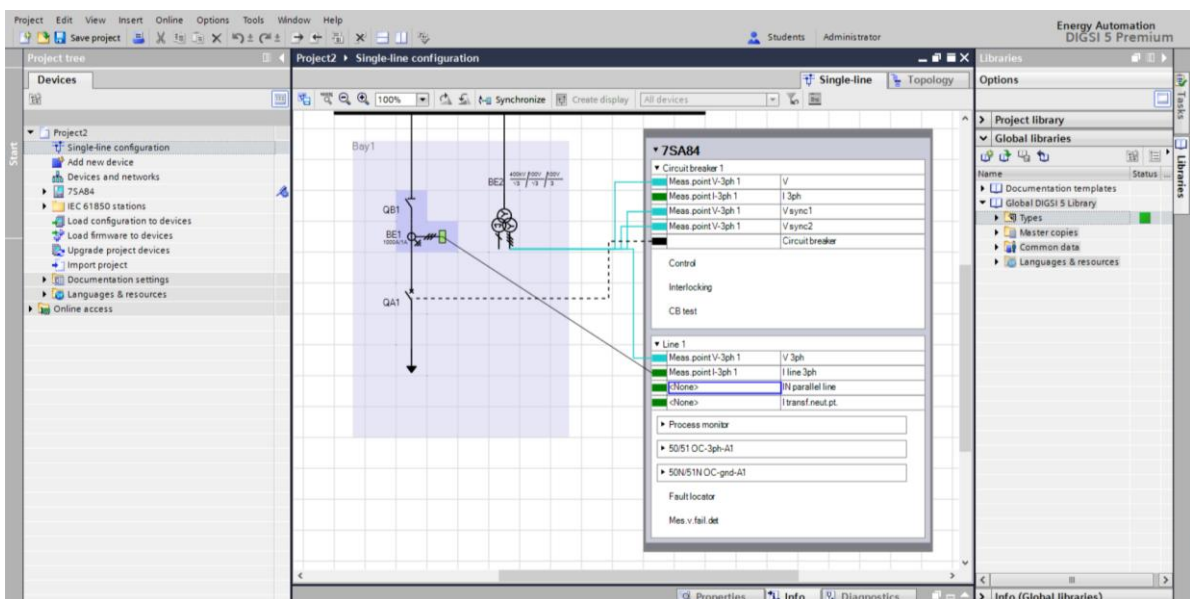 Project Edit View Insert Online Options Tools Window Help
Energy Automation
DIGSI 5 Premium
Save project
Students Administrator
Project tree
Project2 Single-line configuration
Libraries
Devices
Single-line Topology
Options
100% Synchronize Create display All devices
Tasks
Start
Project2
Single-line configuration
Add new device
Devices and networks
7SA84
IEC 61850 stations
Load configuration to devices
Load firmware to devices
Upgrade project devices
Import project
Documentation settings
Languages & resources
Online access
Bay1
QB1
BE1
1000A/1A
QA1
BE2
7SA84
Circuit breaker 1
Meas.point V-3ph 1 V
Meas.point I-3ph 1 I 3ph
Meas.point V-3ph 1 V sync1
Meas.point V-3ph 1 V sync2
Circuit breaker
Control
Interlocking
CB test
Line 1
Meas.point V-3ph 1 V 3ph
Meas.point I-3ph 1 I line 3ph
<None> IN parallel line
<None> I transf.neut.pt.
Process monitor
50/51 OC-3ph-A1
50N/51N OC-gnd-A1
Fault locator
Mes.v.fail.det
Project library
Global libraries
Libraries
Name Status
Documentation templates
Global DIGSI 5 Library
Types
Master copies
Common data
Languages & resources
Properties Info Diagnostics
Info (Global libraries)